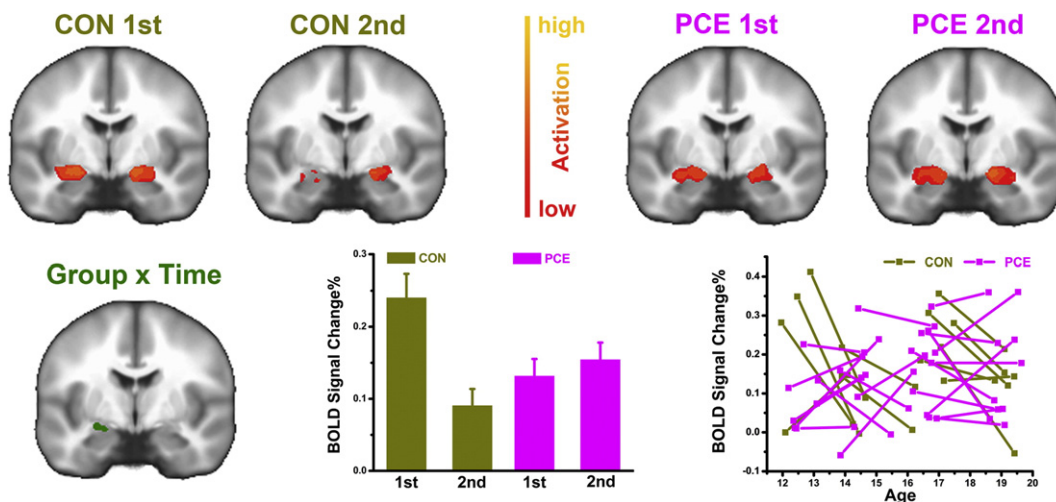 CON 1st
CON 2nd
high
Activation
low
PCE 1st
PCE 2nd
Group x Time
BOLD Signal Change%
0.3
0.2
0.1
0.0
CON
PCE
1st
2nd
1st
2nd
BOLD Signal Change%
0.4
0.3
0.2
0.1
0.0
-0.1
CON
PCE
12 13 14 15 16 17 18 19 20
Age